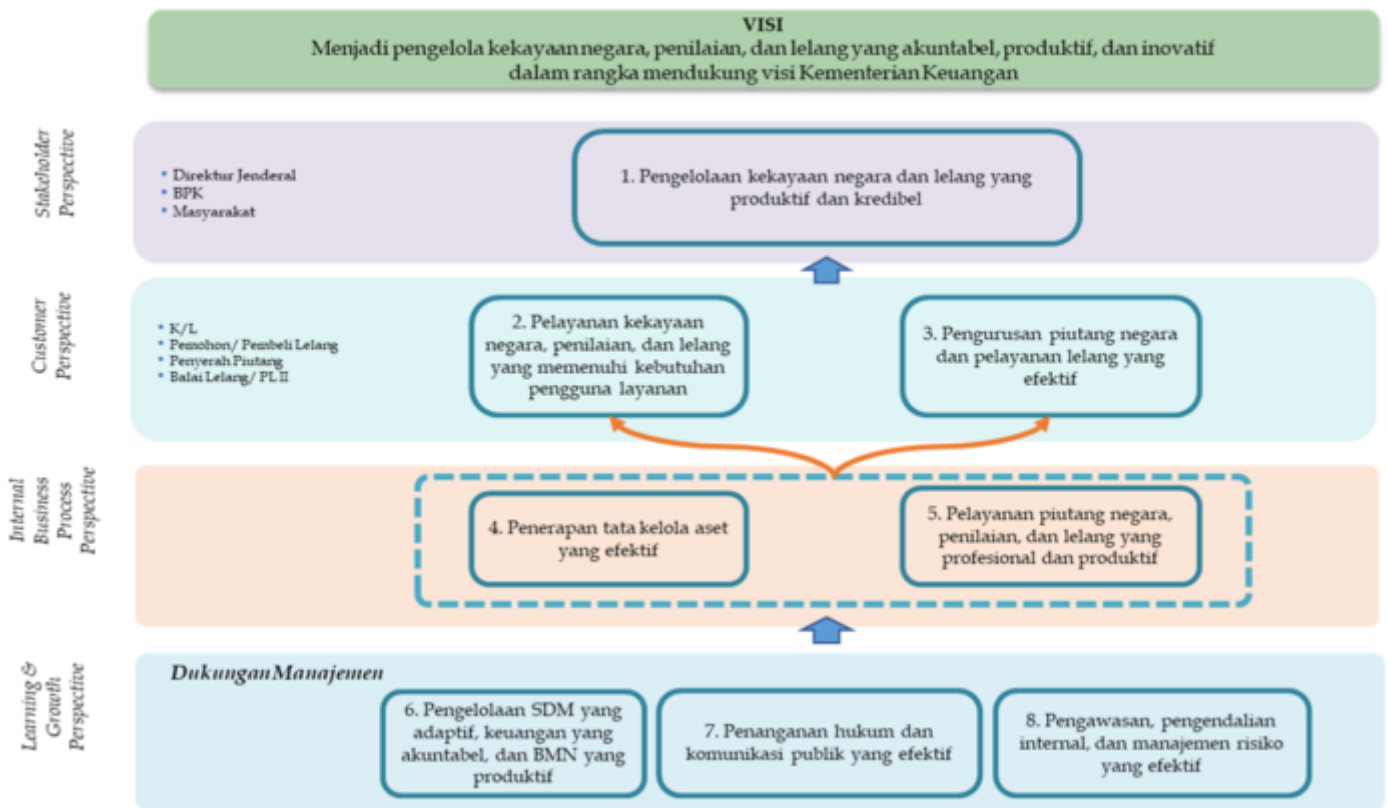 VISI
Menjadi pengelola kekayaan negara, penilaian, dan lelang yang akuntabel, produktif, dan inovatif
dalam rangka mendukung visi Kementerian Keuangan
Stakeholder
Perspective
• Direktur Jenderal
• BPK
• Masyarakat
1. Pengelolaan kekayaan negara dan lelang yang
produktif dan kredibel
Customer
Perspective
• K/L
• Pemohon/ Pembeli Lelang
• Penyerah Piutang
• Balai Lelang/ PL II
2. Pelayanan kekayaan
negara, penilaian, dan lelang
yang memenuhi kebutuhan
pengguna layanan
3. Pengurusan piutang negara
dan pelayanan lelang yang
efektif
Internal
Business
Process
Perspective
4. Penerapan tata kelola aset
yang efektif
5. Pelayanan piutang negara,
penilaian, dan lelang yang
profesional dan produktif
Learning &
Growth
Perspective
Dukungan Manajemen
6. Pengelolaan SDM yang
adaptif, keuangan yang
akuntabel, dan BMN yang
produktif
7. Penanganan hukum dan
komunikasi publik yang efektif
8. Pengawasan, pengendalian
internal, dan manajemen risiko
yang efektif